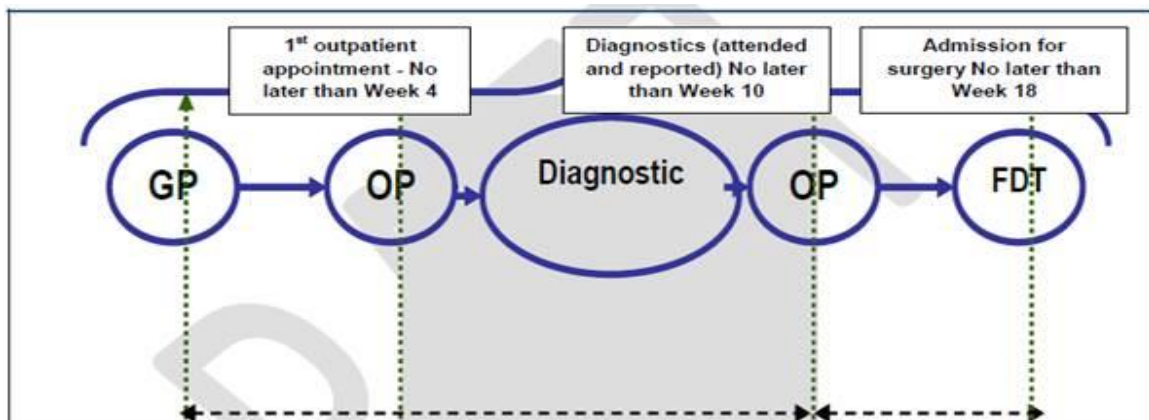 1st outpatient
appointment - No
later than Week 4
Diagnostics (attended
and reported) No later
than Week 10
Admission for
surgery No later than
Week 18
GP
OP
Diagnostic
OP
FDT